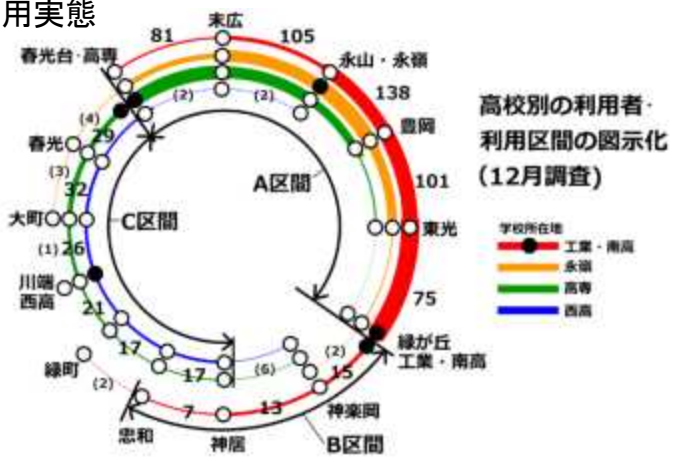 用実態
末広
81
105
春光台・高専
永山・永嶺
(2)
(2)
138
高校別の利用者・
利用区間の図示化
(12月調査)
豊岡
(4)
29
春光
(3)
32
A区間
101
学校所在地
工業・南高
永嶺
高専
西高
大町
C区間
東光
(1)
26
川端
西高
75
21
緑が丘
工業・南高
17
17
(6)
(2)
15
緑町
(2)
神楽岡
7
13
忠和
神居
B区間